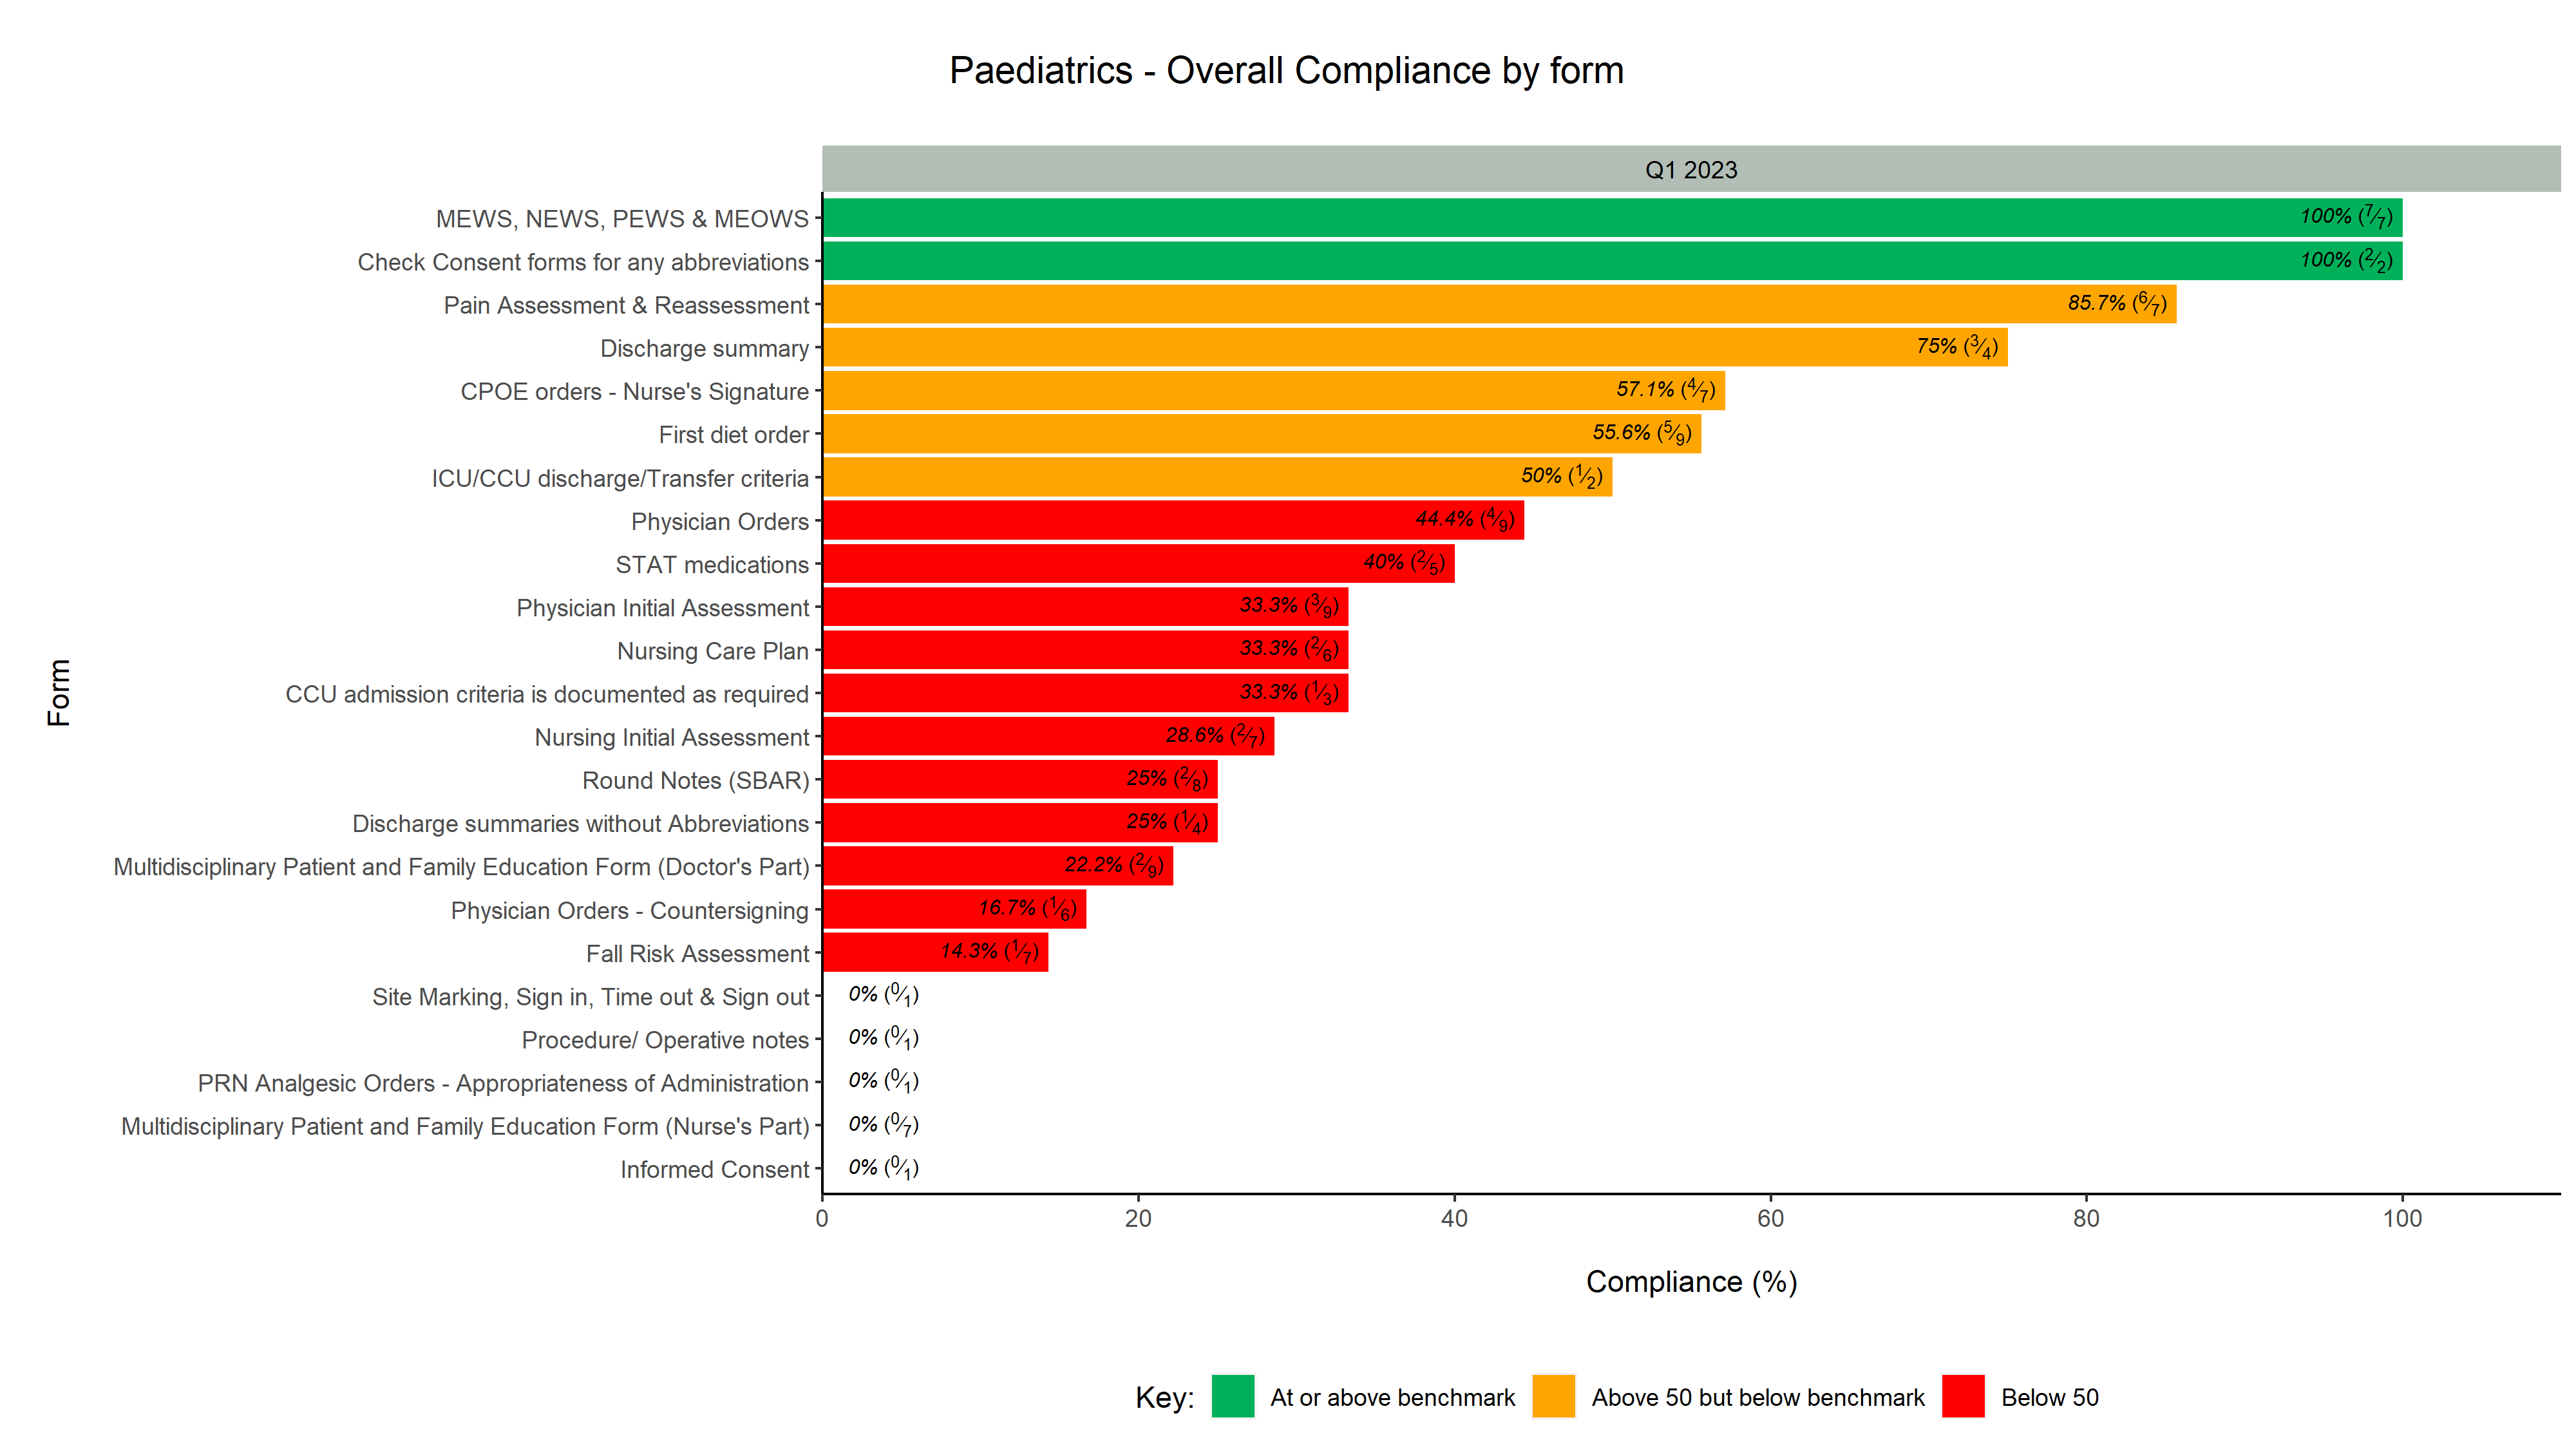 Paediatrics - Overall Compliance by form
Q1 2023
MEWS, NEWS, PEWS & MEOWS 100% (7/7)
Check Consent forms for any abbreviations 100% (2/2)
Pain Assessment & Reassessment 85.7% (6/7)
Discharge summary 75% (3/4)
CPOE orders - Nurse's Signature 57.1% (4/7)
First diet order 55.6% (5/9)
ICU/CCU discharge/Transfer criteria 50% (1/2)
Physician Orders 44.4% (4/9)
STAT medications 40% (2/5)
Physician Initial Assessment 33.3% (3/9)
Nursing Care Plan 33.3% (2/6)
CCU admission criteria is documented as required 33.3% (1/3)
Nursing Initial Assessment 28.6% (2/7)
Round Notes (SBAR) 25% (2/8)
Discharge summaries without Abbreviations 25% (1/4)
Multidisciplinary Patient and Family Education Form (Doctor's Part) 22.2% (2/9)
Physician Orders - Countersigning 16.7% (1/6)
Fall Risk Assessment 14.3% (1/7)
Site Marking, Sign in, Time out & Sign out 0% (0/1)
Procedure/ Operative notes 0% (0/1)
PRN Analgesic Orders - Appropriateness of Administration 0% (0/1)
Multidisciplinary Patient and Family Education Form (Nurse's Part) 0% (0/7)
Informed Consent 0% (0/1)
Form
0 20 40 60 80 100
Compliance (%)
Key: At or above benchmark Above 50 but below benchmark Below 50